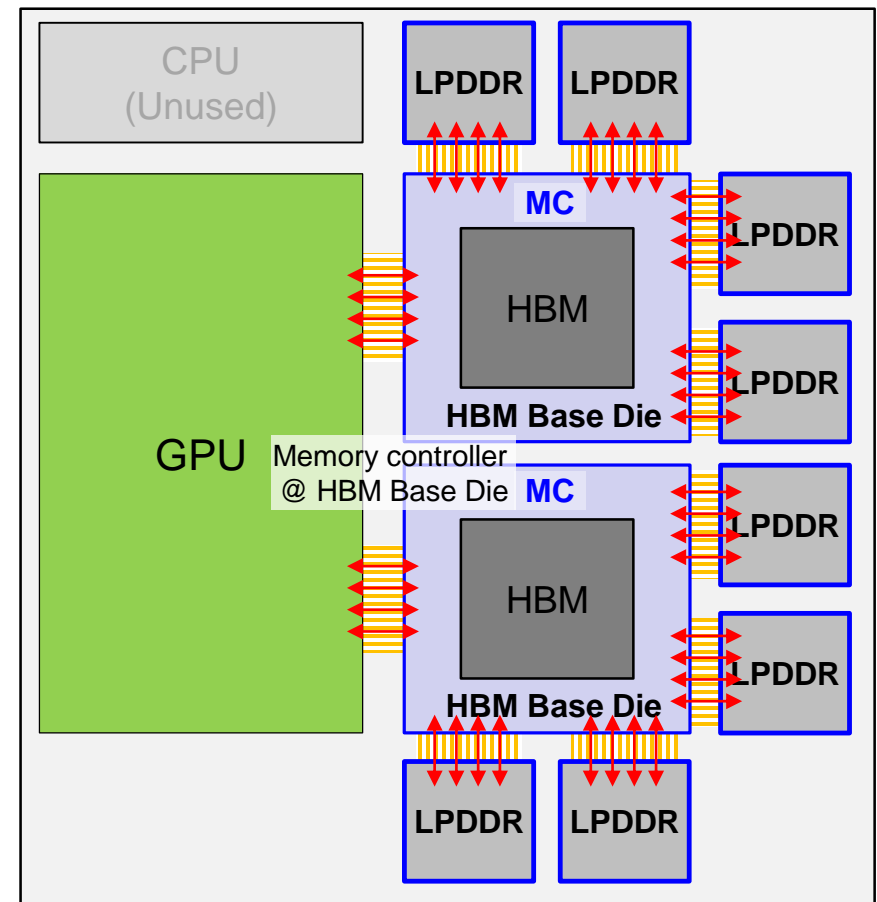 CPU
(Unused)
LPDDR
LPDDR
MC
LPDDR
HBM
LPDDR
HBM Base Die
GPU
Memory controller
@ HBM Base Die
MC
LPDDR
HBM
LPDDR
HBM Base Die
LPDDR
LPDDR